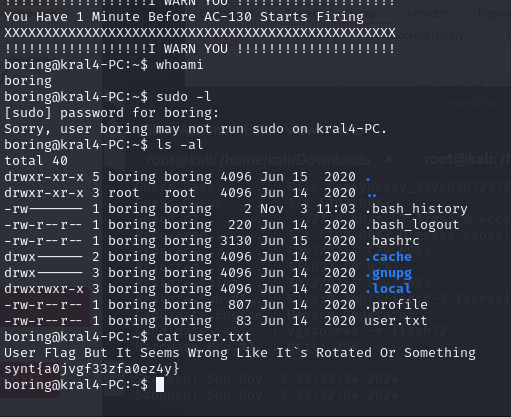 !!!!!!!!!!!!!!!!!!I WARN YOU !!!!!!!!!!!!!!!!!!!!
You Have 1 Minute Before AC-130 Starts Firing
XXXXXXXXXXXXXXXXXXXXXXXXXXXXXXXXXXXXXXXXXXXXXXXXX
!!!!!!!!!!!!!!!!!!I WARN YOU !!!!!!!!!!!!!!!!!!!!
boring@kral4-PC:~$ whoami
boring
boring@kral4-PC:~$ sudo -l
[sudo] password for boring:
Sorry, user boring may not run sudo on kral4-PC.
boring@kral4-PC:~$ ls -al
total 40
drwxr-xr-x 5 boring boring 4096 Jun 15  2020 .
drwxr-xr-x 3 root   root   4096 Jun 14  2020 ..
-rw------- 1 boring boring    2 Nov  3 11:03 .bash_history
-rw-r--r-- 1 boring boring  220 Jun 14  2020 .bash_logout
-rw-r--r-- 1 boring boring 3130 Jun 15  2020 .bashrc
drwx------ 2 boring boring 4096 Jun 14  2020 .cache
drwx------ 3 boring boring 4096 Jun 14  2020 .gnupg
drwxrwxr-x 3 boring boring 4096 Jun 14  2020 .local
-rw-r--r-- 1 boring boring  807 Jun 14  2020 .profile
-rw-r--r-- 1 boring boring   83 Jun 14  2020 user.txt
boring@kral4-PC:~$ cat user.txt
User Flag But It Seems Wrong Like It`s Rotated Or Something
synt{a0jvgf33zfa0ez4y}
boring@kral4-PC:~$